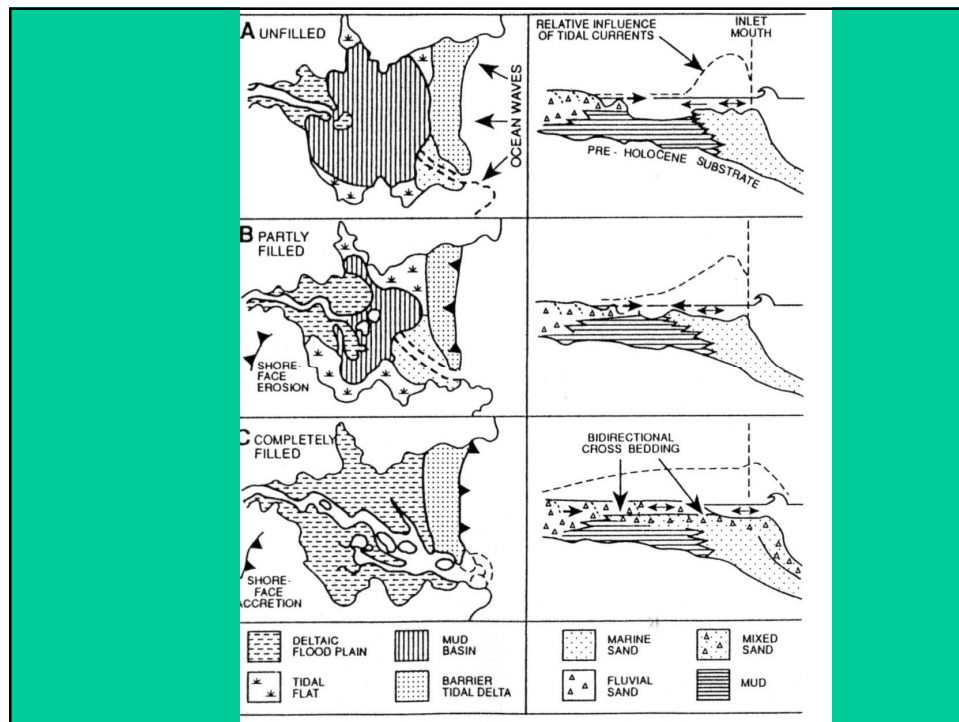 A UNFILLED
OCEAN WAVES
RELATIVE INFLUENCE
OF TIDAL CURRENTS
INLET
MOUTH
PRE - HOLOCENE SUBSTRATE
B PARTLY
FILLED
SHORE-
FACE
EROSION
C COMPLETELY
FILLED
SHORE-
FACE
ACCRETION
BIDIRECTIONAL
CROSS BEDDING
DELTAIC
FLOOD PLAIN
MUD
BASIN
TIDAL
FLAT
BARRIER
TIDAL DELTA
MARINE
SAND
MIXED
SAND
FLUVIAL
SAND
MUD